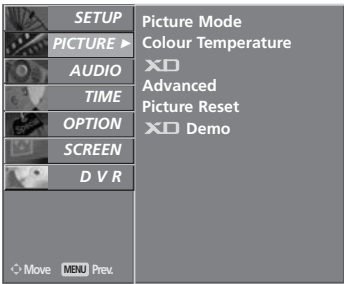 SETUP
PICTURE ►
AUDIO
TIME
OPTION
SCREEN
D V R
Picture Mode
Colour Temperature
XD
Advanced
Picture Reset
XD Demo
Move MENU Prev.